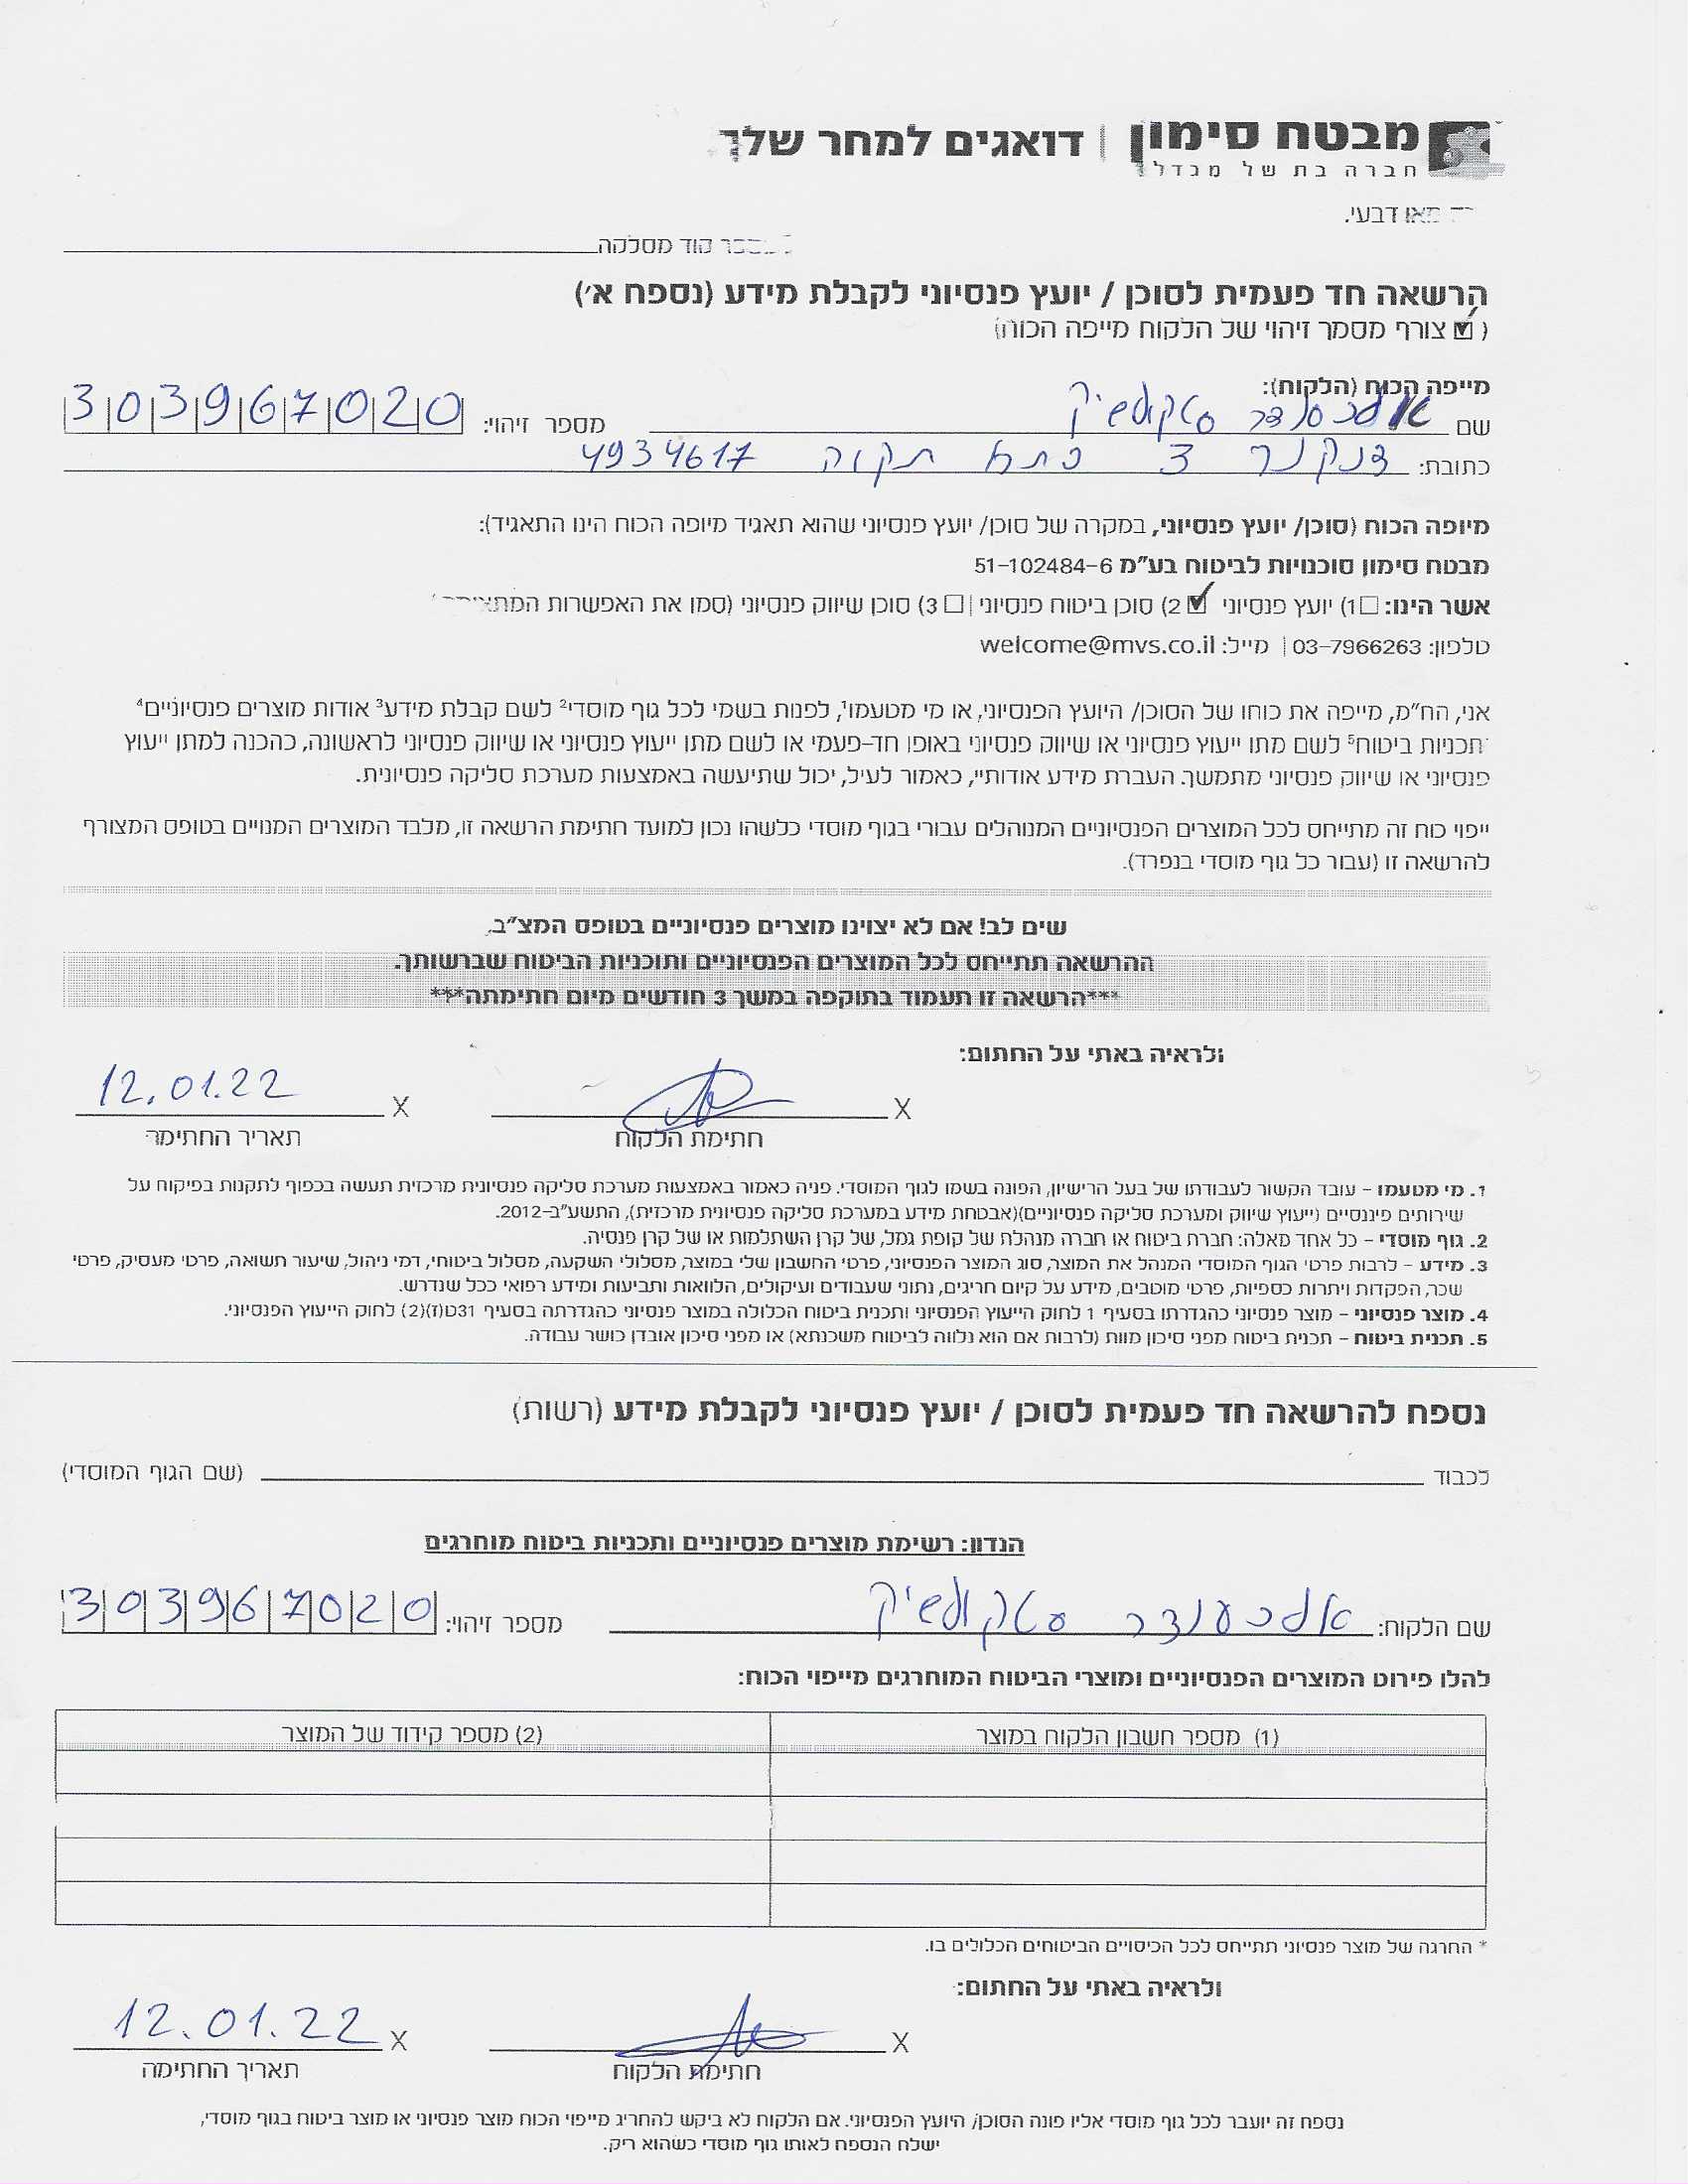 מבטח סימון | דואגים למחר שלך
חברה בת של מגדל
קוד מסלקה
הרשאה חד פעמית לסוכן / יועץ פנסיוני לקבלת מידע (נספח א')
( ☑ צורף מסמך זיהוי של הלקוח מייפה הכוח)
מייפה הכוח (הלקוח):
שם אלכסנדר מספר זיהוי: 303967020
כתובת: דנקנר 3 פתח תקוה 4934617
מיופה הכוח (סוכן/ יועץ פנסיוני, במקרה של סוכן/ יועץ פנסיוני שהוא תאגיד מיופה הכוח הינו התאגיד):
מבטח סימון סוכנויות לביטוח בע"מ 51-102484-6
אשר הינו: ☐ 1) יועץ פנסיוני ☑ 2) סוכן ביטוח פנסיוני | ☐ 3) סוכן שיווק פנסיוני (סמן את האפשרות
טלפון: 03-7966263 | מייל: welcome@mvs.co.il
אני, הח"מ, מייפה את כוחו של הסוכן/ היועץ הפנסיוני, או מי מטעמו¹, לפנות בשמי לכל גוף מוסדי² לשם קבלת מידע³ אודות מוצרים פנסיוניים⁴
ותכניות ביטוח⁵ לשם מתן ייעוץ פנסיוני או שיווק פנסיוני באופן חד-פעמי או לשם מתן ייעוץ פנסיוני או שיווק פנסיוני לראשונה, כהכנה למתן ייעוץ
פנסיוני או שיווק פנסיוני מתמשך. העברת מידע אודותיי, כאמור לעיל, יכול שתיעשה באמצעות מערכת סליקה פנסיונית.
ייפוי כוח זה מתייחס לכל המוצרים הפנסיוניים המנוהלים עבורי בגוף מוסדי כלשהו נכון למועד חתימת הרשאה זו, מלבד המוצרים המנויים בטופס המצורף
להרשאה זו (עבור כל גוף מוסדי בנפרד).
שים לב! אם לא יצוינו מוצרים פנסיוניים בטופס המצ"ב,
ההרשאה תתייחס לכל המוצרים הפנסיוניים ותוכניות הביטוח שברשותך.
***הרשאה זו תעמוד בתוקפה במשך 3 חודשים מיום חתימתה***
ולראיה באתי על החתום:
X X 12.01.22
חתימת הלקוח תאריך החתימה
1. מי מטעמו – עובד הקשור לעבודתו של בעל הרישיון, הפונה בשמו לגוף המוסדי. פניה כאמור באמצעות מערכת סליקה פנסיונית מרכזית תעשה בכפוף לתקנות בפיקוח על
שירותים פיננסיים (ייעוץ שיווק ומערכת סליקה פנסיוניים)(אבטחת מידע במערכת סליקה פנסיונית מרכזית), התשע"ב-2012.
2. גוף מוסדי – כל אחד מאלה: חברת ביטוח או חברה מנהלת של קופת גמל, של קרן השתלמות או של קרן פנסיה.
3. מידע – לרבות פרטי הגוף המוסדי המנהל את המוצר, סוג המוצר הפנסיוני, פרטי החשבון שלי במוצר, מסלולי השקעה, מסלול ביטוחי, דמי ניהול, שיעור תשואה, פרטי מעסיק, פרטי
שכר, הפקדות ויתרות כספיות, פרטי מוטבים, מידע על קיום חריגים, נתוני שעבודים ועיקולים, הלוואות ותביעות ומידע רפואי ככל שנדרש.
4. מוצר פנסיוני – מוצר פנסיוני כהגדרתו בסעיף 1 לחוק הייעוץ הפנסיוני ותכנית ביטוח הכלולה במוצר פנסיוני כהגדרתה בסעיף 31ט(ז)(2) לחוק הייעוץ הפנסיוני.
5. תכנית ביטוח – תכנית ביטוח מפני סיכון מוות (לרבות אם הוא נלווה לביטוח משכנתא) או מפני סיכון אובדן כושר עבודה.
נספח להרשאה חד פעמית לסוכן / יועץ פנסיוני לקבלת מידע (רשות)
לכבוד (שם הגוף המוסדי)
הנדון: רשימת מוצרים פנסיוניים ותכניות ביטוח מוחרגים
שם הלקוח: אלכסנדר מספר זיהוי: 303967020
להלו פירוט המוצרים הפנסיוניים ומוצרי הביטוח המוחרגים מייפוי הכוח:
(1) מספר חשבון הלקוח במוצר (2) מספר קידוד של המוצר
* החרגה של מוצר פנסיוני תתייחס לכל הכיסויים הביטוחים הכלולים בו.
ולראיה באתי על החתום:
X X 12.01.22
חתימת הלקוח תאריך החתימה
נספח זה יועבר לכל גוף מוסדי אליו פונה הסוכן/ היועץ הפנסיוני. אם הלקוח לא ביקש להחריג מייפוי הכוח מוצר פנסיוני או מוצר ביטוח בגוף מוסדי,
ישלח הנספח לאותו גוף מוסדי כשהוא ריק.